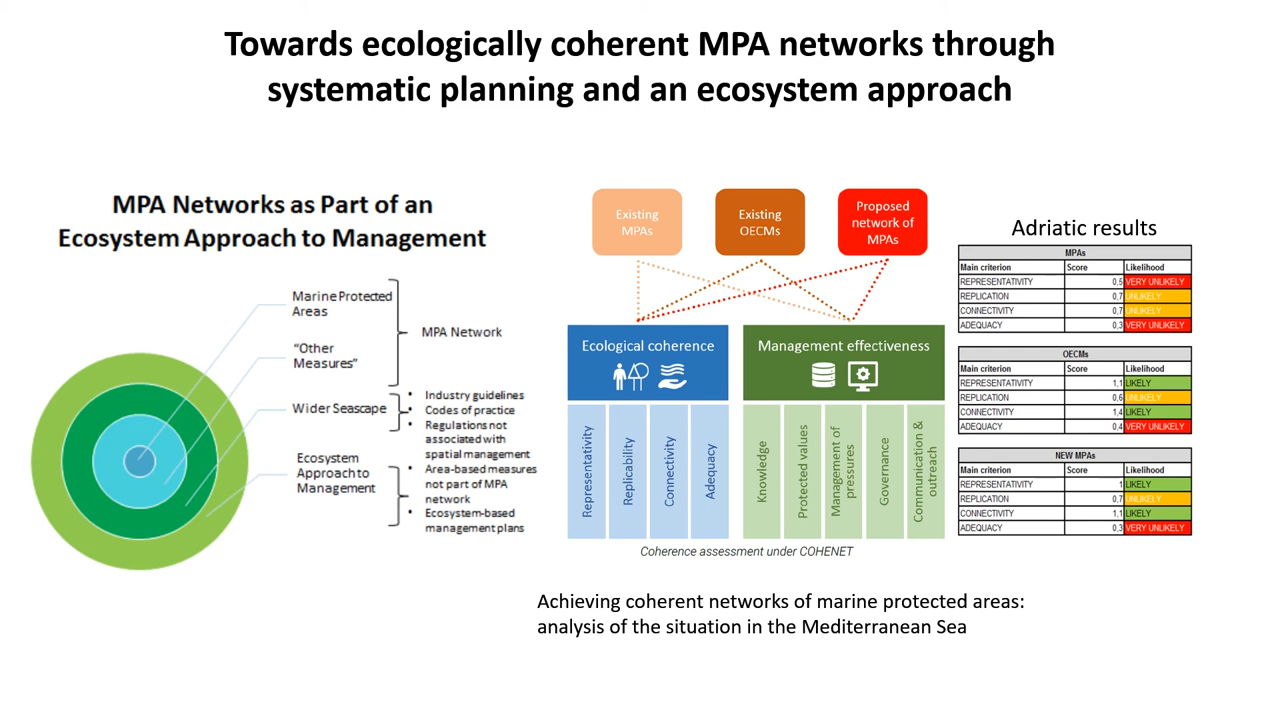 Towards ecologically coherent MPA networks through
systematic planning and an ecosystem approach
MPA Networks as Part of an
Ecosystem Approach to Management
Marine Protected
Areas
MPA Network
"Other
Measures"
Wider Seascape
Ecosystem
Approach to
Management
• Industry guidelines
• Codes of practice
• Regulations not
associated with
spatial management
• Area-based measures
not part of MPA
network
• Ecosystem-based
management plans
Existing
MPAs
Existing
OECMs
Proposed
network of
MPAs
Ecological coherence
Management effectiveness
Representativity
Replicability
Connectivity
Adequacy
Knowledge
Protected values
Management of
pressures
Governance
Communication &
outreach
Coherence assessment under COHENET
Adriatic results
MPAs
Main criterion Score Likelihood
REPRESENTATIVITY 0,5 VERY UNLIKELY
REPLICATION 0,7 UNLIKELY
CONNECTIVITY 0,7 UNLIKELY
ADEQUACY 0,3 VERY UNLIKELY
OECMs
Main criterion Score Likelihood
REPRESENTATIVITY 1,1 LIKELY
REPLICATION 0,6 UNLIKELY
CONNECTIVITY 1,4 LIKELY
ADEQUACY 0,4 VERY UNLIKELY
NEW MPAs
Main criterion Score Likelihood
REPRESENTATIVITY 1 LIKELY
REPLICATION 0,7 UNLIKELY
CONNECTIVITY 1,1 LIKELY
ADEQUACY 0,3 VERY UNLIKELY
Achieving coherent networks of marine protected areas:
analysis of the situation in the Mediterranean Sea